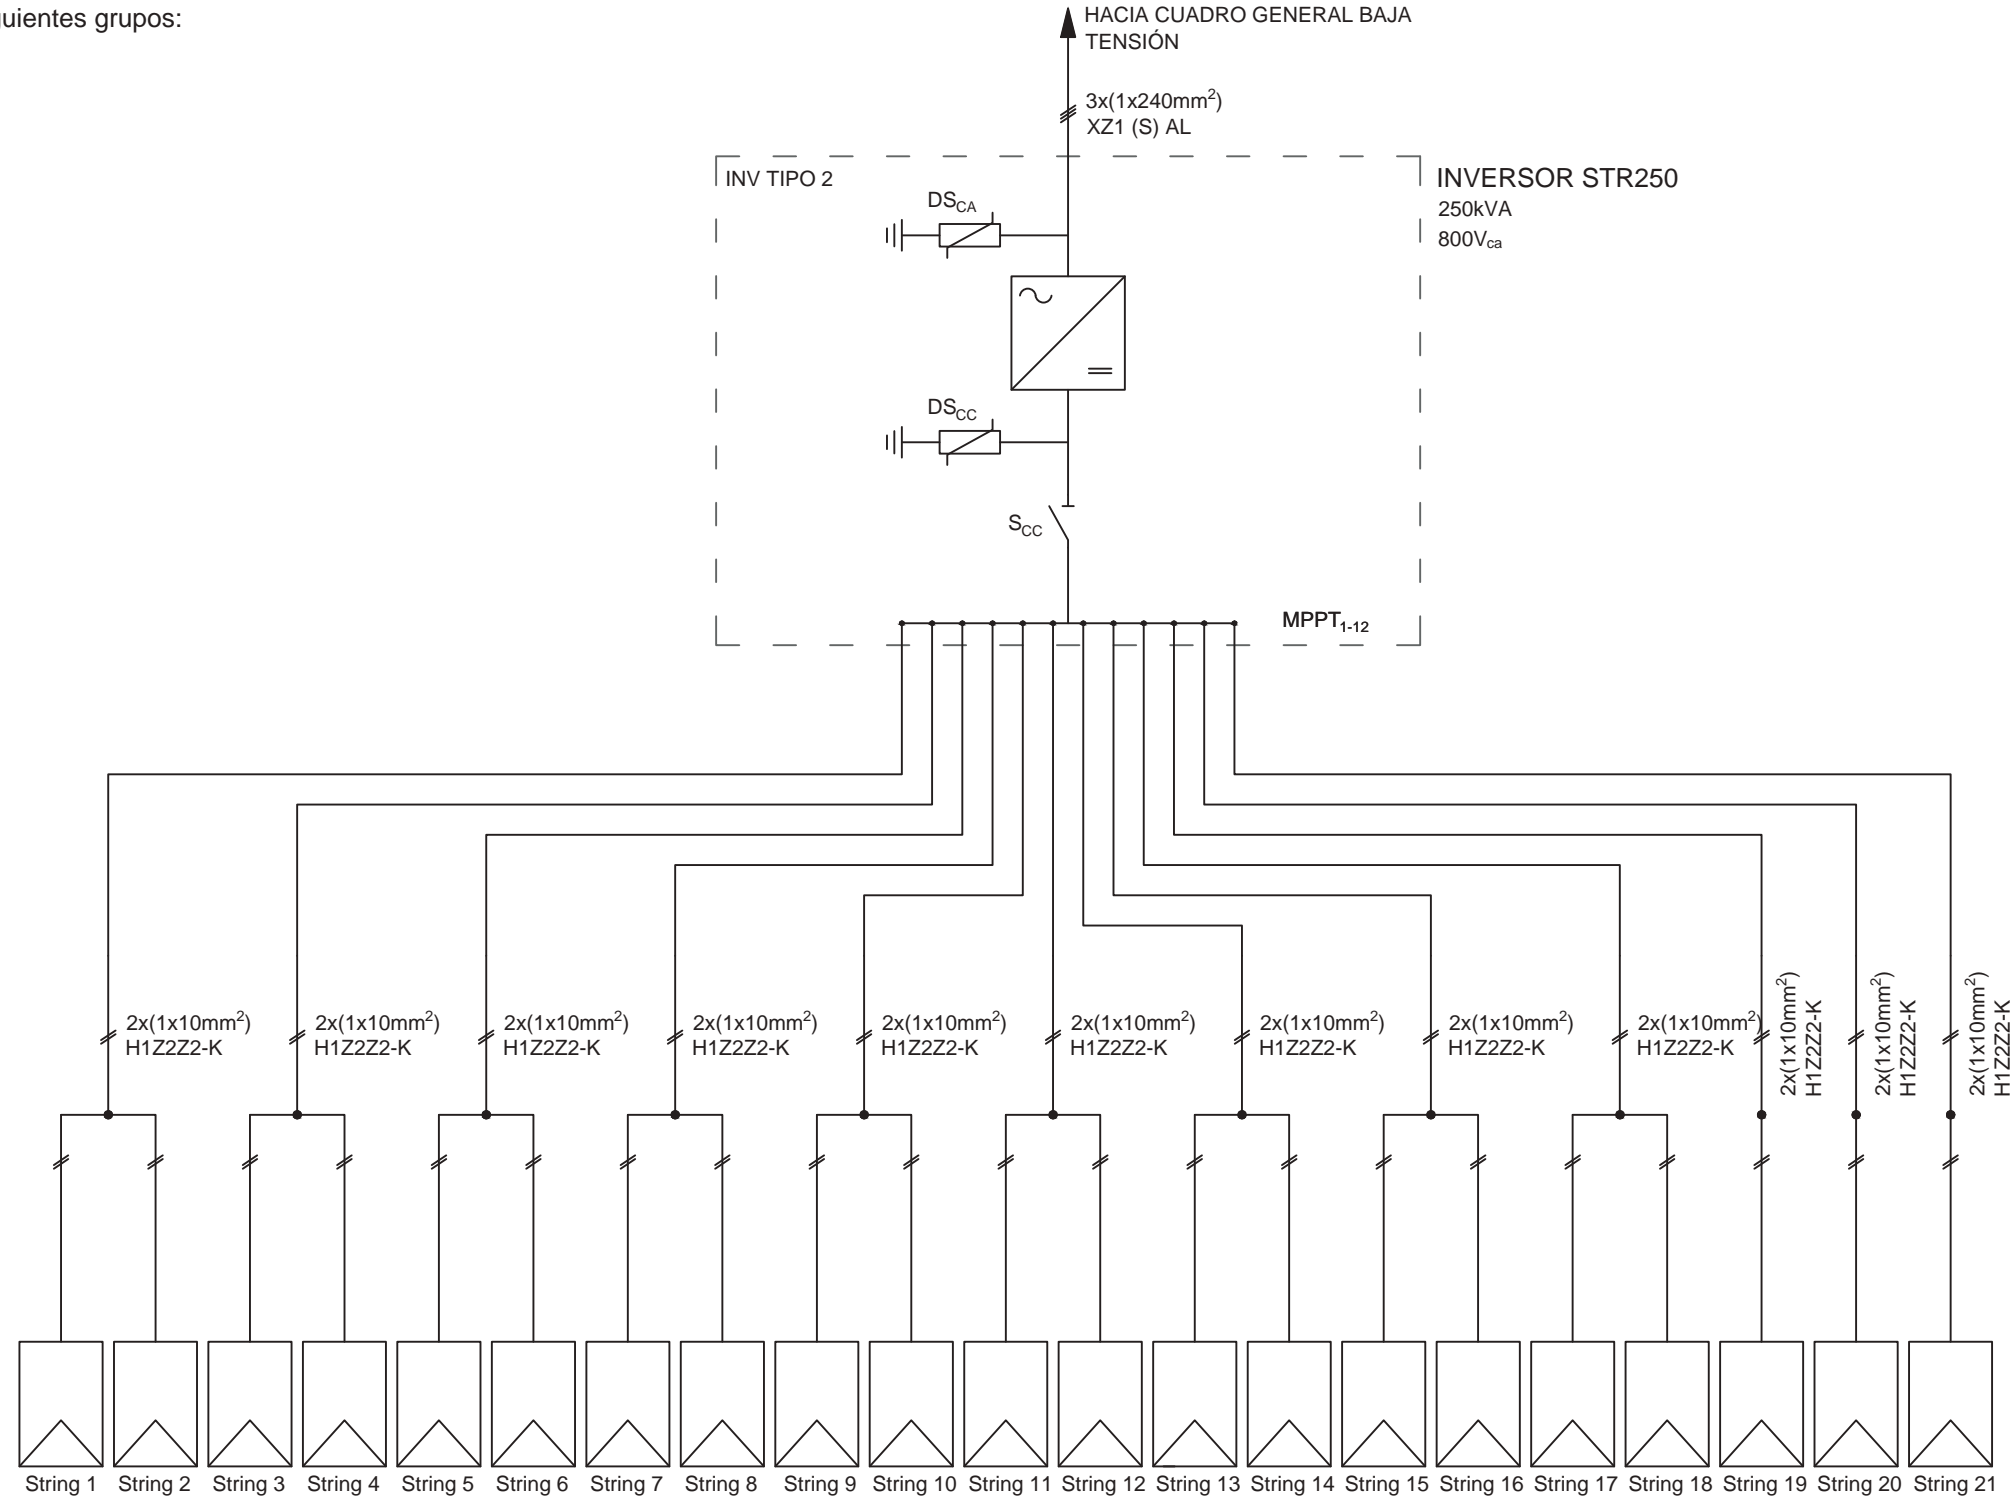 guientes grupos:
HACIA CUADRO GENERAL BAJA
TENSIÓN
3x(1x240mm²)
XZ1 (S) AL
INV TIPO 2
INVERSOR STR250
250kVA
800Vca
DSCA
DSCC
SCC
MPPT1-12
2x(1x10mm²)
H1Z2Z2-K
2x(1x10mm²)
H1Z2Z2-K
2x(1x10mm²)
H1Z2Z2-K
2x(1x10mm²)
H1Z2Z2-K
2x(1x10mm²)
H1Z2Z2-K
2x(1x10mm²)
H1Z2Z2-K
2x(1x10mm²)
H1Z2Z2-K
2x(1x10mm²)
H1Z2Z2-K
2x(1x10mm²)
H1Z2Z2-K
2x(1x10mm²)
H1Z2Z2-K
2x(1x10mm²)
H1Z2Z2-K
2x(1x10mm²)
H1Z2Z2-K
String 1 String 2 String 3 String 4 String 5 String 6 String 7 String 8 String 9 String 10 String 11 String 12 String 13 String 14 String 15 String 16 String 17 String 18 String 19 String 20 String 21